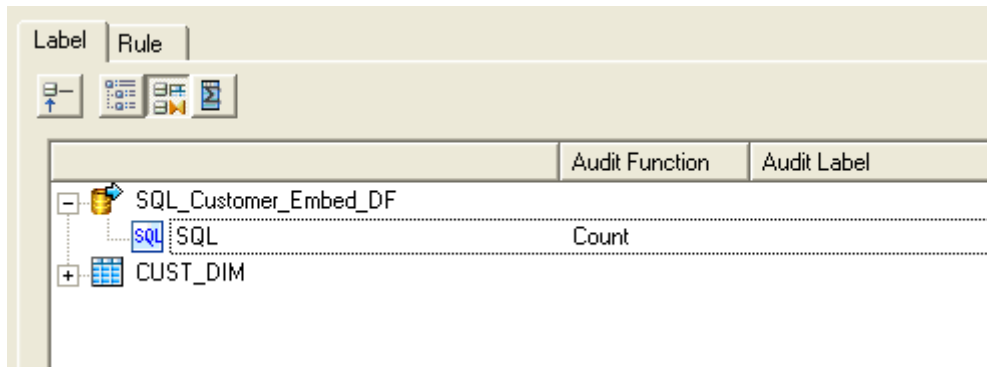 Label Rule
Audit Function Audit Label
SQL_Customer_Embed_DF
SQL SQL Count
CUST_DIM